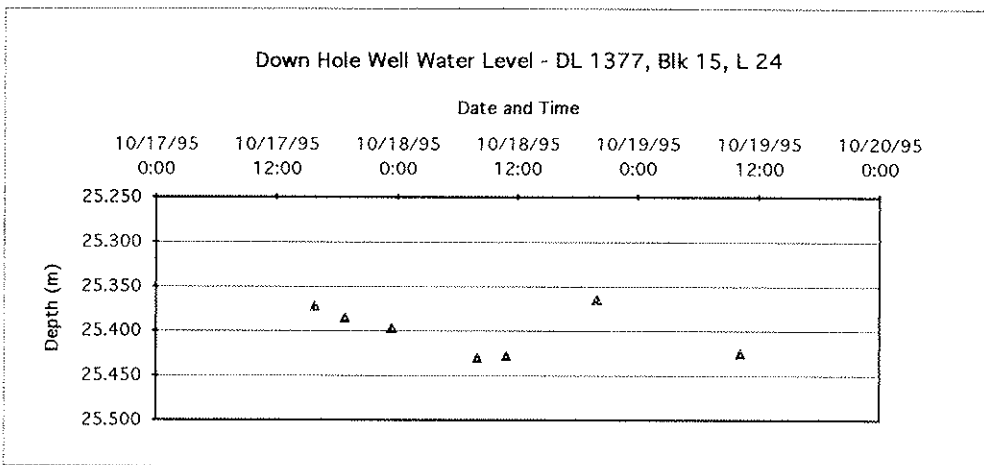 Down Hole Well Water Level - DL 1377, Blk 15, L 24
Date and Time
10/17/95 10/17/95 10/18/95 10/18/95 10/19/95 10/19/95 10/20/95
0:00 12:00 0:00 12:00 0:00 12:00 0:00
25.250
25.300
25.350
25.400
25.450
25.500
Depth (m)